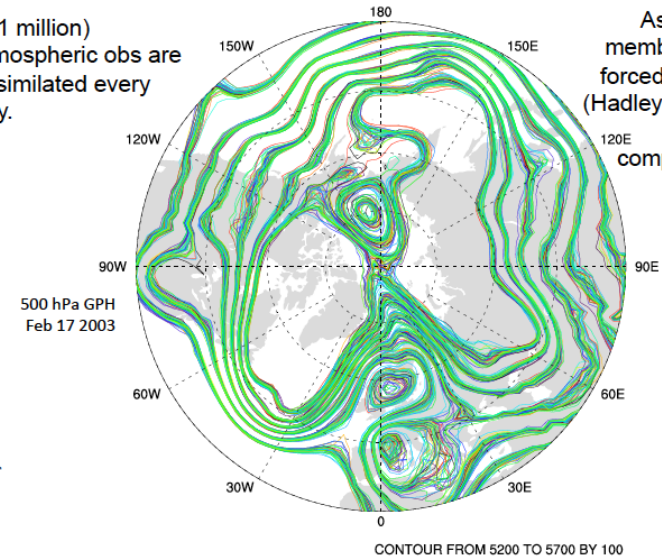 1 million)
mospheric obs are
similated every
y.
As
memb
forced
(Hadley
comp
180
150W
150E
120W
120E
90W
90E
500 hPa GPH
Feb 17 2003
60W
60E
30W
30E
0
CONTOUR FROM 5200 TO 5700 BY 100